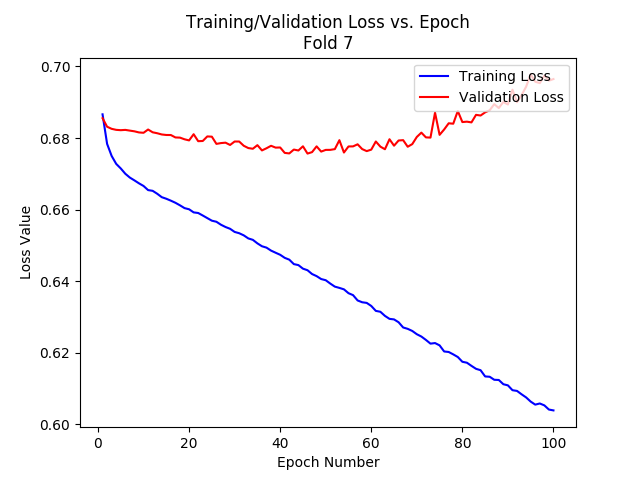 Training/Validation Loss vs. Epoch
Fold 7
Training Loss
Validation Loss
0.70
0.68
0.66
0.64
0.62
0.60
Loss Value
0
20
40
60
80
100
Epoch Number